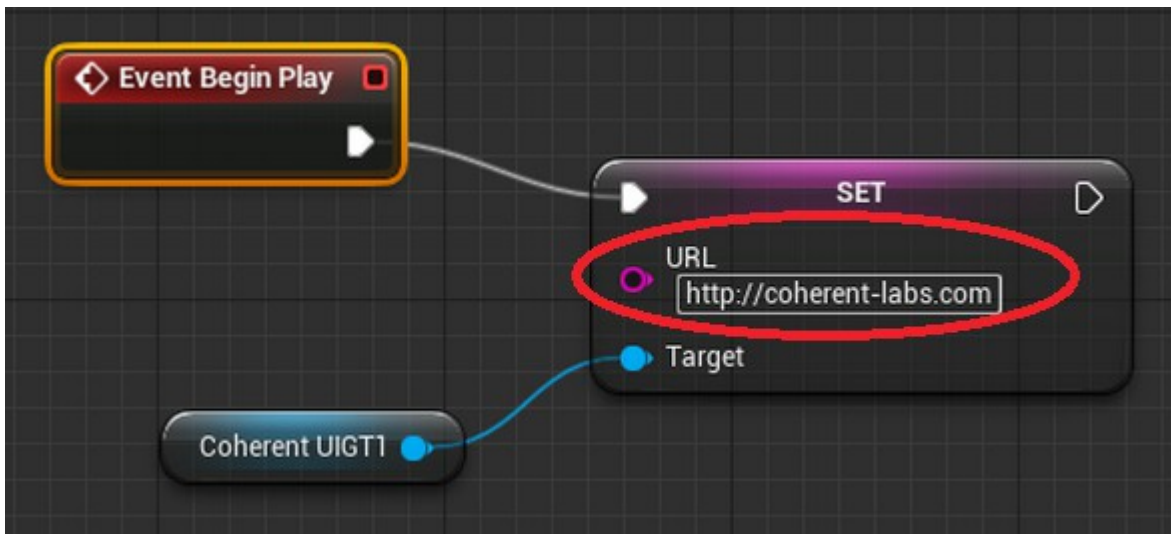 Event Begin Play
SET
URL
http://coherent-labs.com
Target
Coherent UIGT1